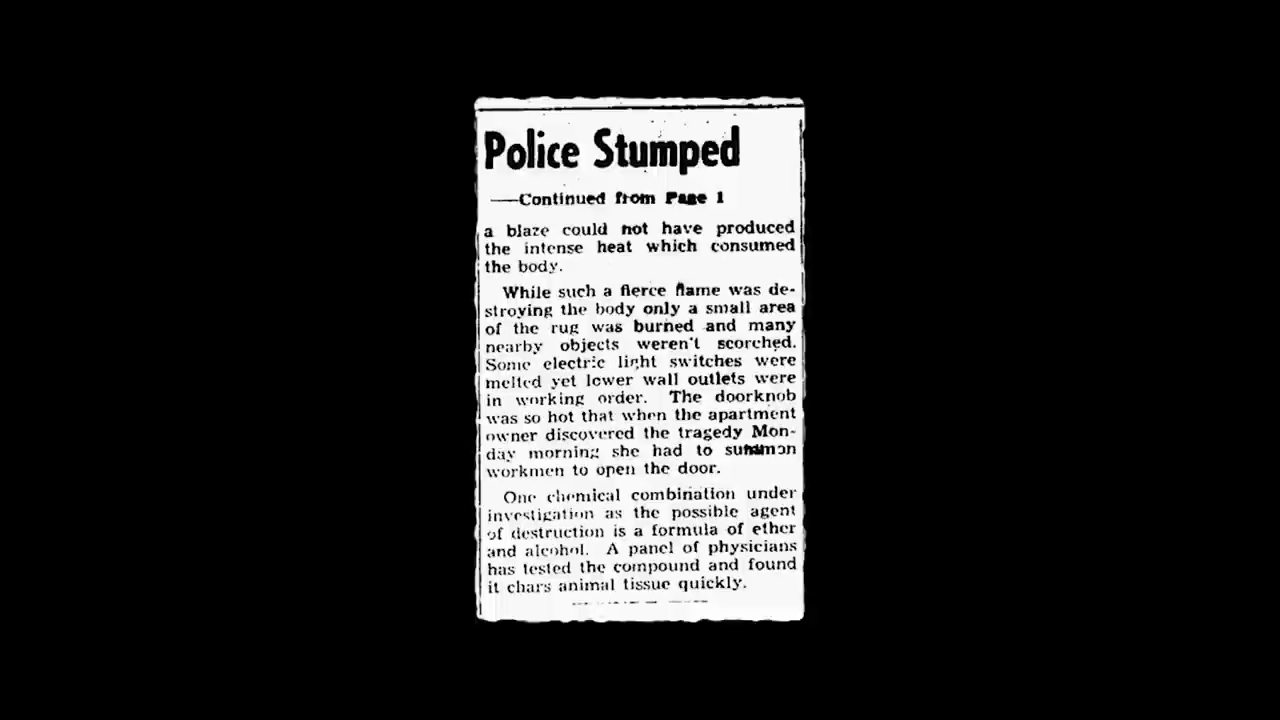 Police Stumped
—Continued from Page 1
a blaze could not have produced
the intense heat which consumed
the body.
While such a fierce flame was de-
stroying the body only a small area
of the rug was burned and many
nearby objects weren't scorched.
Some electric light switches were
melted yet lower wall outlets were
in working order. The doorknob
was so hot that when the apartment
owner discovered the tragedy Mon-
day morning she had to summon
workmen to open the door.
One chemical combination under
investigation as the possible agent
of destruction is a formula of ether
and alcohol. A panel of physicians
has tested the compound and found
it chars animal tissue quickly.